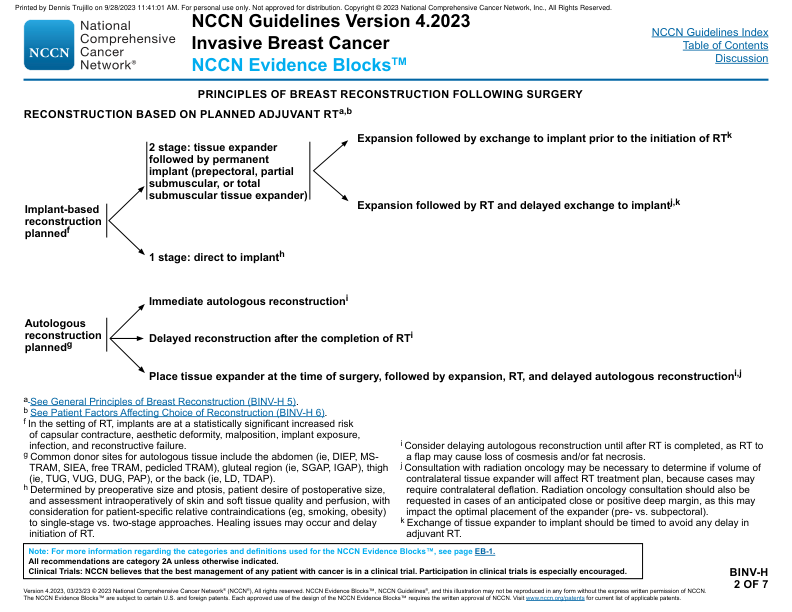 Printed by Dennis Trujillo on 9/28/2023 11:41:01 AM. For personal use only. Not approved for distribution. Copyright © 2023 National Comprehensive Cancer Network, Inc., All Rights Reserved.
NCCN
National
Comprehensive
Cancer
Network®
NCCN Guidelines Version 4.2023
Invasive Breast Cancer
NCCN Evidence Blocks™
NCCN Guidelines Index
Table of Contents
Discussion
PRINCIPLES OF BREAST RECONSTRUCTION FOLLOWING SURGERY
RECONSTRUCTION BASED ON PLANNED ADJUVANT RTa,b
Implant-based
reconstruction
plannedf
2 stage: tissue expander
followed by permanent
implant (prepectoral, partial
submuscular, or total
submuscular tissue expander)
Expansion followed by exchange to implant prior to the initiation of RTk
Expansion followed by RT and delayed exchange to implantj,k
1 stage: direct to implanth
Autologous
reconstruction
plannedg
Immediate autologous reconstructioni
Delayed reconstruction after the completion of RTi
Place tissue expander at the time of surgery, followed by expansion, RT, and delayed autologous reconstructioni,j
a See General Principles of Breast Reconstruction (BINV-H 5).
b See Patient Factors Affecting Choice of Reconstruction (BINV-H 6).
f In the setting of RT, implants are at a statistically significant increased risk
of capsular contracture, aesthetic deformity, malposition, implant exposure,
infection, and reconstructive failure.
g Common donor sites for autologous tissue include the abdomen (ie, DIEP, MS-
TRAM, SIEA, free TRAM, pedicled TRAM), gluteal region (ie, SGAP, IGAP), thigh
(ie, TUG, VUG, DUG, PAP), or the back (ie, LD, TDAP).
h Determined by preoperative size and ptosis, patient desire of postoperative size,
and assessment intraoperatively of skin and soft tissue quality and perfusion, with
consideration for patient-specific relative contraindications (eg, smoking, obesity)
to single-stage vs. two-stage approaches. Healing issues may occur and delay
initiation of RT.
i Consider delaying autologous reconstruction until after RT is completed, as RT to
a flap may cause loss of cosmesis and/or fat necrosis.
j Consultation with radiation oncology may be necessary to determine if volume of
contralateral tissue expander will affect RT treatment plan, because cases may
require contralateral deflation. Radiation oncology consultation should also be
requested in cases of an anticipated close or positive deep margin, as this may
impact the optimal placement of the expander (pre- vs. subpectoral).
k Exchange of tissue expander to implant should be timed to avoid any delay in
adjuvant RT.
Note: For more information regarding the categories and definitions used for the NCCN Evidence Blocks™, see page EB-1.
All recommendations are category 2A unless otherwise indicated.
Clinical Trials: NCCN believes that the best management of any patient with cancer is in a clinical trial. Participation in clinical trials is especially encouraged.
BINV-H
2 OF 7
Version 4.2023, 03/23/23 © 2023 National Comprehensive Cancer Network® (NCCN®), All rights reserved. NCCN Evidence Blocks™, NCCN Guidelines®, and this illustration may not be reproduced in any form without the express written permission of NCCN.
The NCCN Evidence Blocks™ are subject to certain U.S. and foreign patents. Each approved use of the design of the NCCN Evidence Blocks™ requires the written approval of NCCN. Visit www.nccn.org/patents for current list of applicable patents.